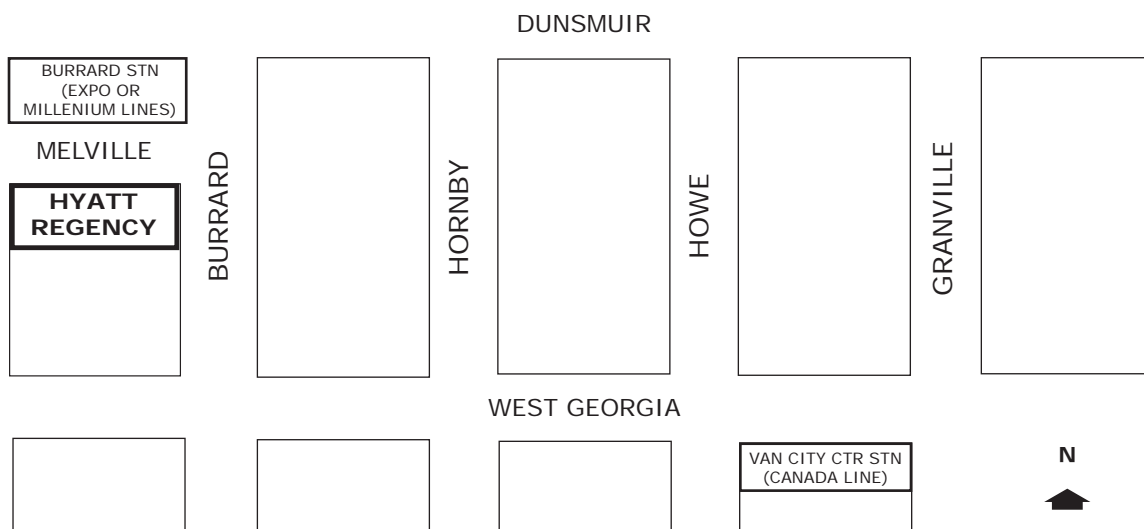 DUNSMUIR
BURRARD STN
(EXPO OR
MILLENIUM LINES)
MELVILLE
HYATT
REGENCY
BURRARD
HORNBY
HOWE
GRANVILLE
WEST GEORGIA
VAN CITY CTR STN
(CANADA LINE)
N